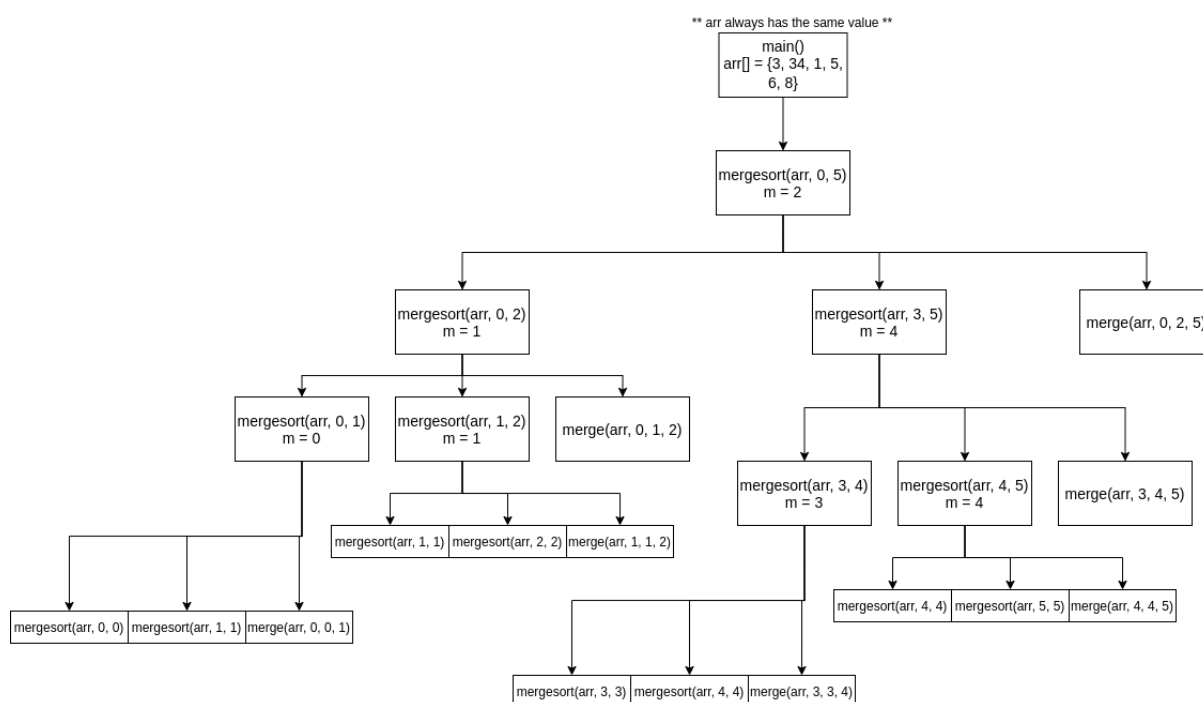 ** arr always has the same value **
main()
arr[] = {3, 34, 1, 5,
6, 8}
mergesort(arr, 0, 5)
m = 2
mergesort(arr, 0, 2)
m = 1
mergesort(arr, 3, 5)
m = 4
merge(arr, 0, 2, 5)
mergesort(arr, 0, 1)
m = 0
mergesort(arr, 1, 2)
m = 1
merge(arr, 0, 1, 2)
mergesort(arr, 3, 4)
m = 3
mergesort(arr, 4, 5)
m = 4
merge(arr, 3, 4, 5)
mergesort(arr, 1, 1)
mergesort(arr, 2, 2)
merge(arr, 1, 1, 2)
mergesort(arr, 4, 4)
mergesort(arr, 5, 5)
merge(arr, 4, 4, 5)
mergesort(arr, 0, 0)
mergesort(arr, 1, 1)
merge(arr, 0, 0, 1)
mergesort(arr, 3, 3)
mergesort(arr, 4, 4)
merge(arr, 3, 3, 4)